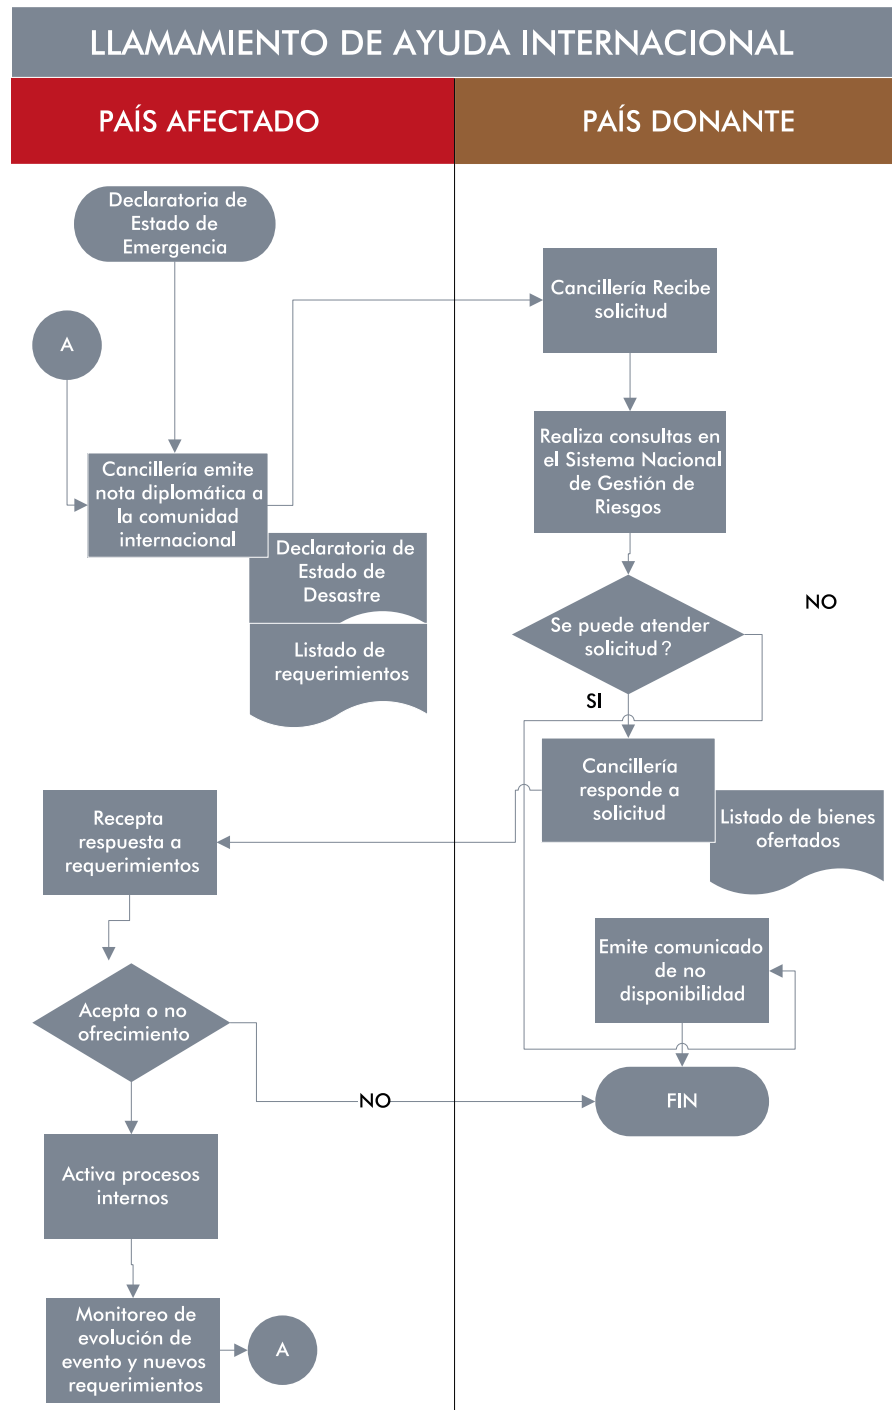 LLAMAMIENTO DE AYUDA INTERNACIONAL
PAÍS AFECTADO
PAÍS DONANTE
Declaratoria de
Estado de
Emergencia
A
Cancillería emite
nota diplomática a
la comunidad
internacional
Declaratoria de
Estado de
Desastre
Listado de
requerimientos
Cancillería Recibe
solicitud
Realiza consultas en
el Sistema Nacional
de Gestión de
Riesgos
Se puede atender
solicitud ?
NO
SI
Cancillería
responde a
solicitud
Listado de bienes
ofertados
Recepta
respuesta a
requerimientos
Acepta o no
ofrecimiento
NO
Emite comunicado
de no
disponibilidad
FIN
Activa procesos
internos
Monitoreo de
evolución de
evento y nuevos
requerimientos
A